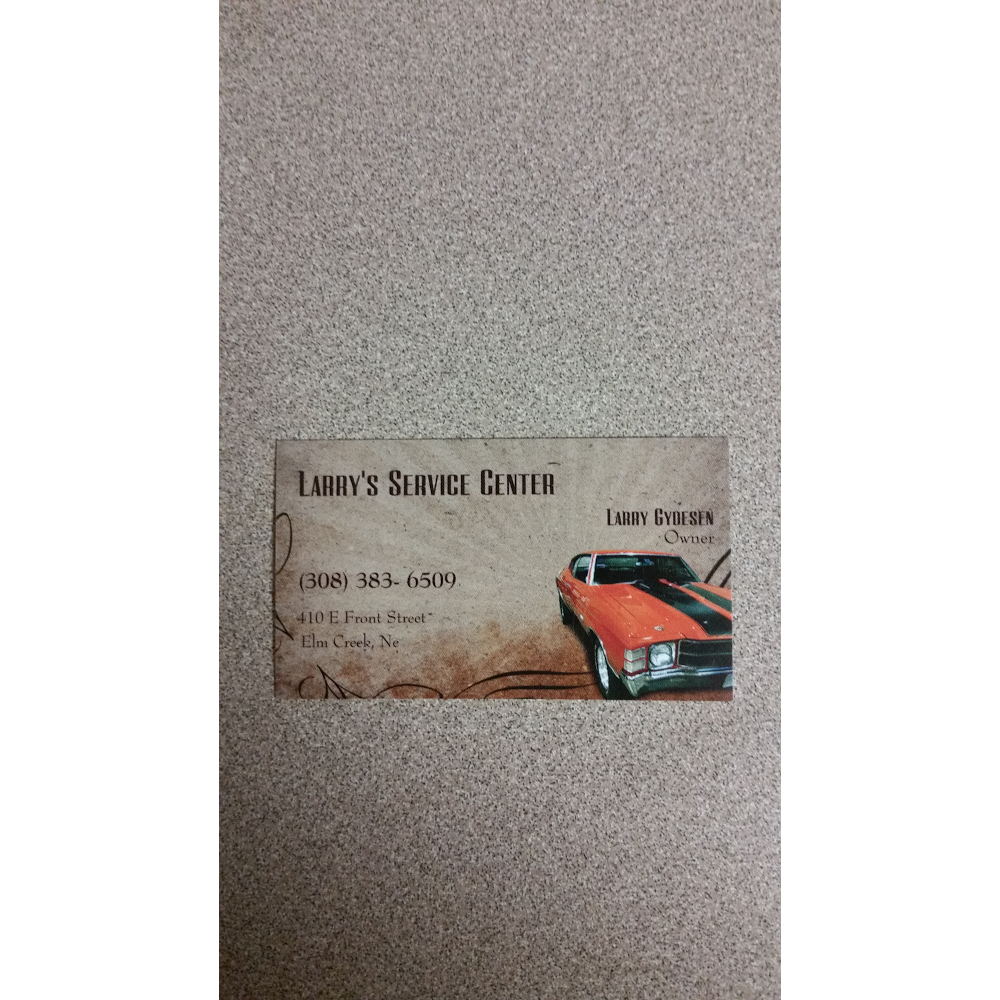 Larry's Service Center
Larry Gydesen
Owner
(308) 383- 6509
410 E Front Street
Elm Creek, Ne